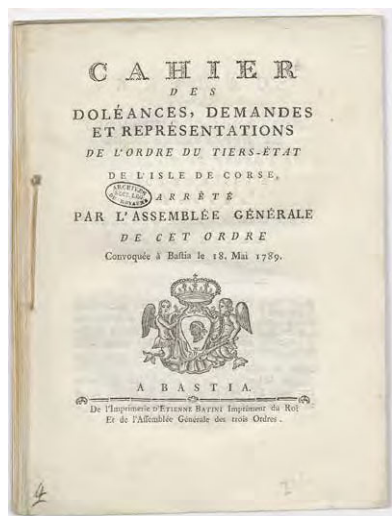 CAHIER
DES
DOLÉANCES, DEMANDES
ET REPRÉSENTATIONS
DE L'ORDRE DU TIERS-ÉTAT
DE L'ISLE DE CORSE,
ARRÊTÉ
PAR L'ASSEMBLÉE GÉNÉRALE
DE CET ORDRE
Convoquée à Bastia le 18. Mai 1789.
A BASTIA.
De l'Imprimerie d'ETIENNE BATINI Imprimeur du Roi
Et de l'Assemblée Générale des trois Ordres.